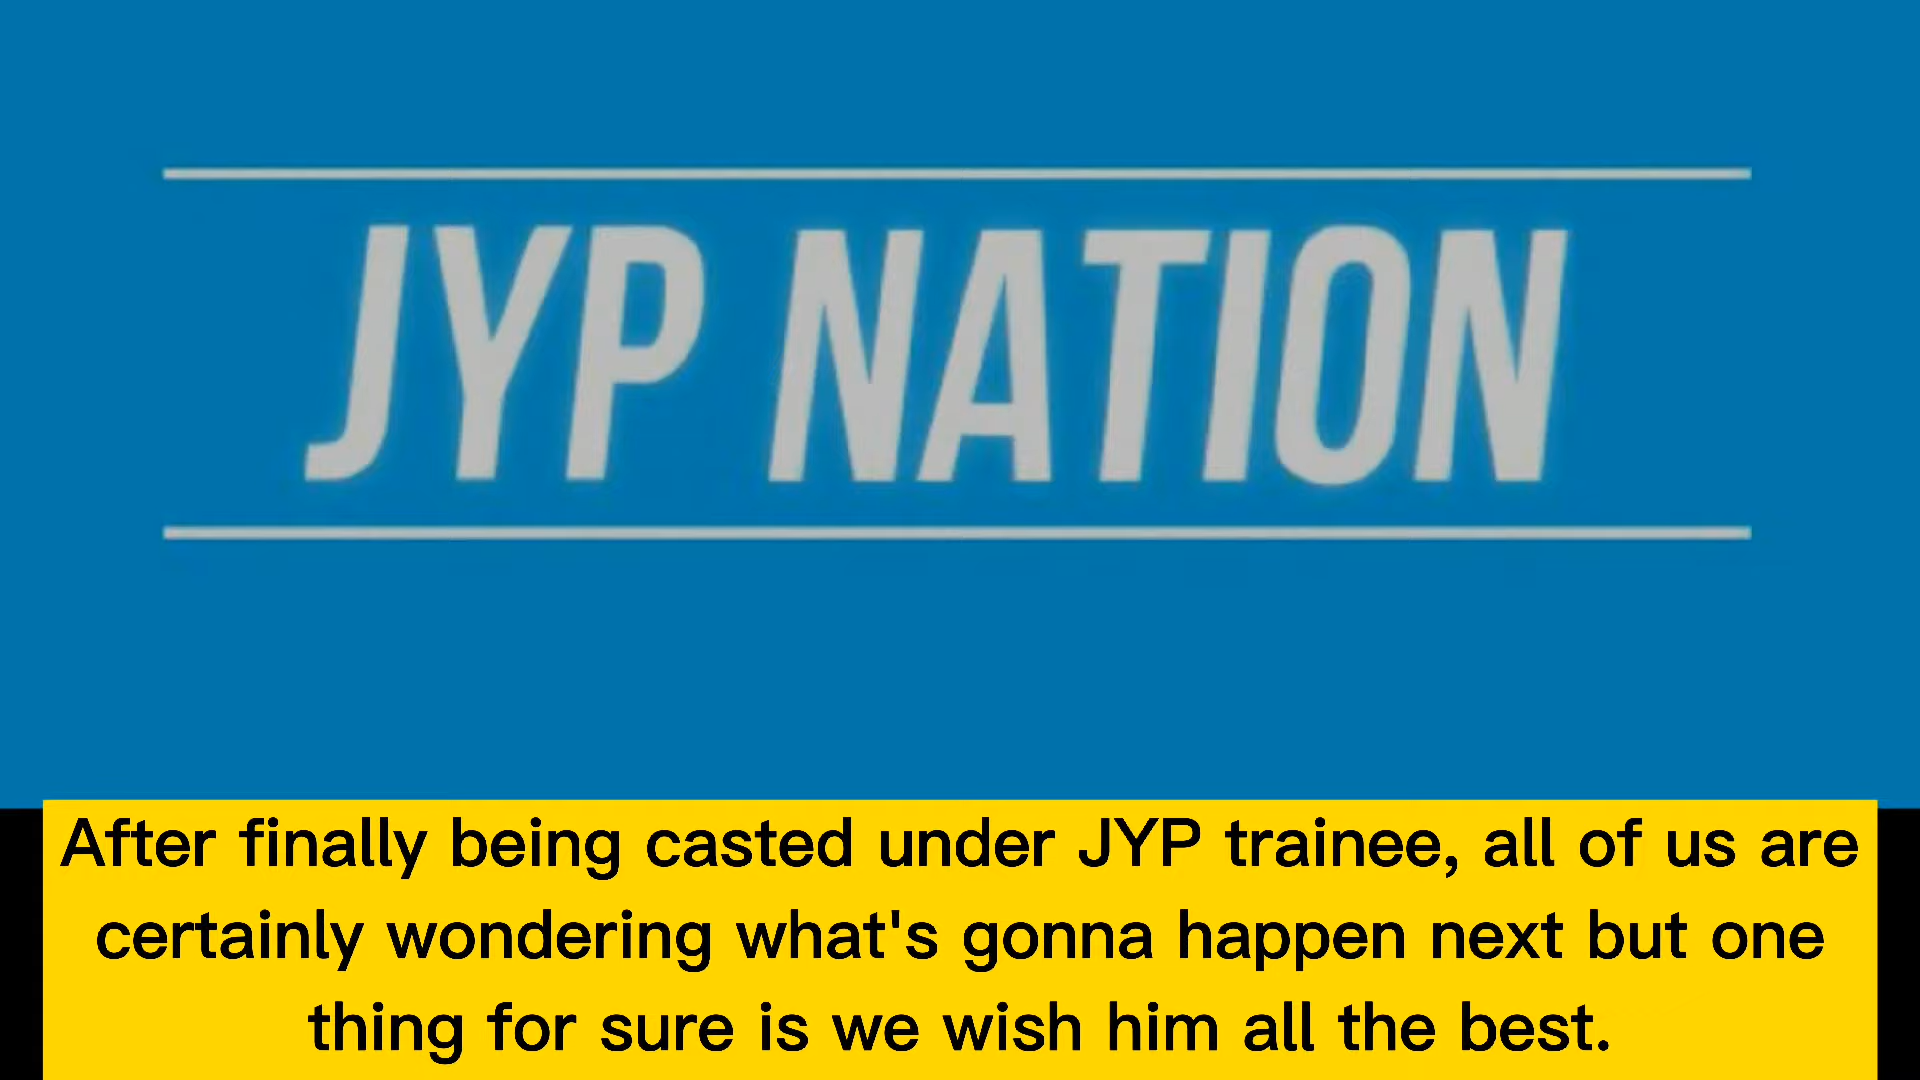 JYP NATION
After finally being casted under JYP trainee, all of us are
certainly wondering what's gonna happen next but one
thing for sure is we wish him all the best.